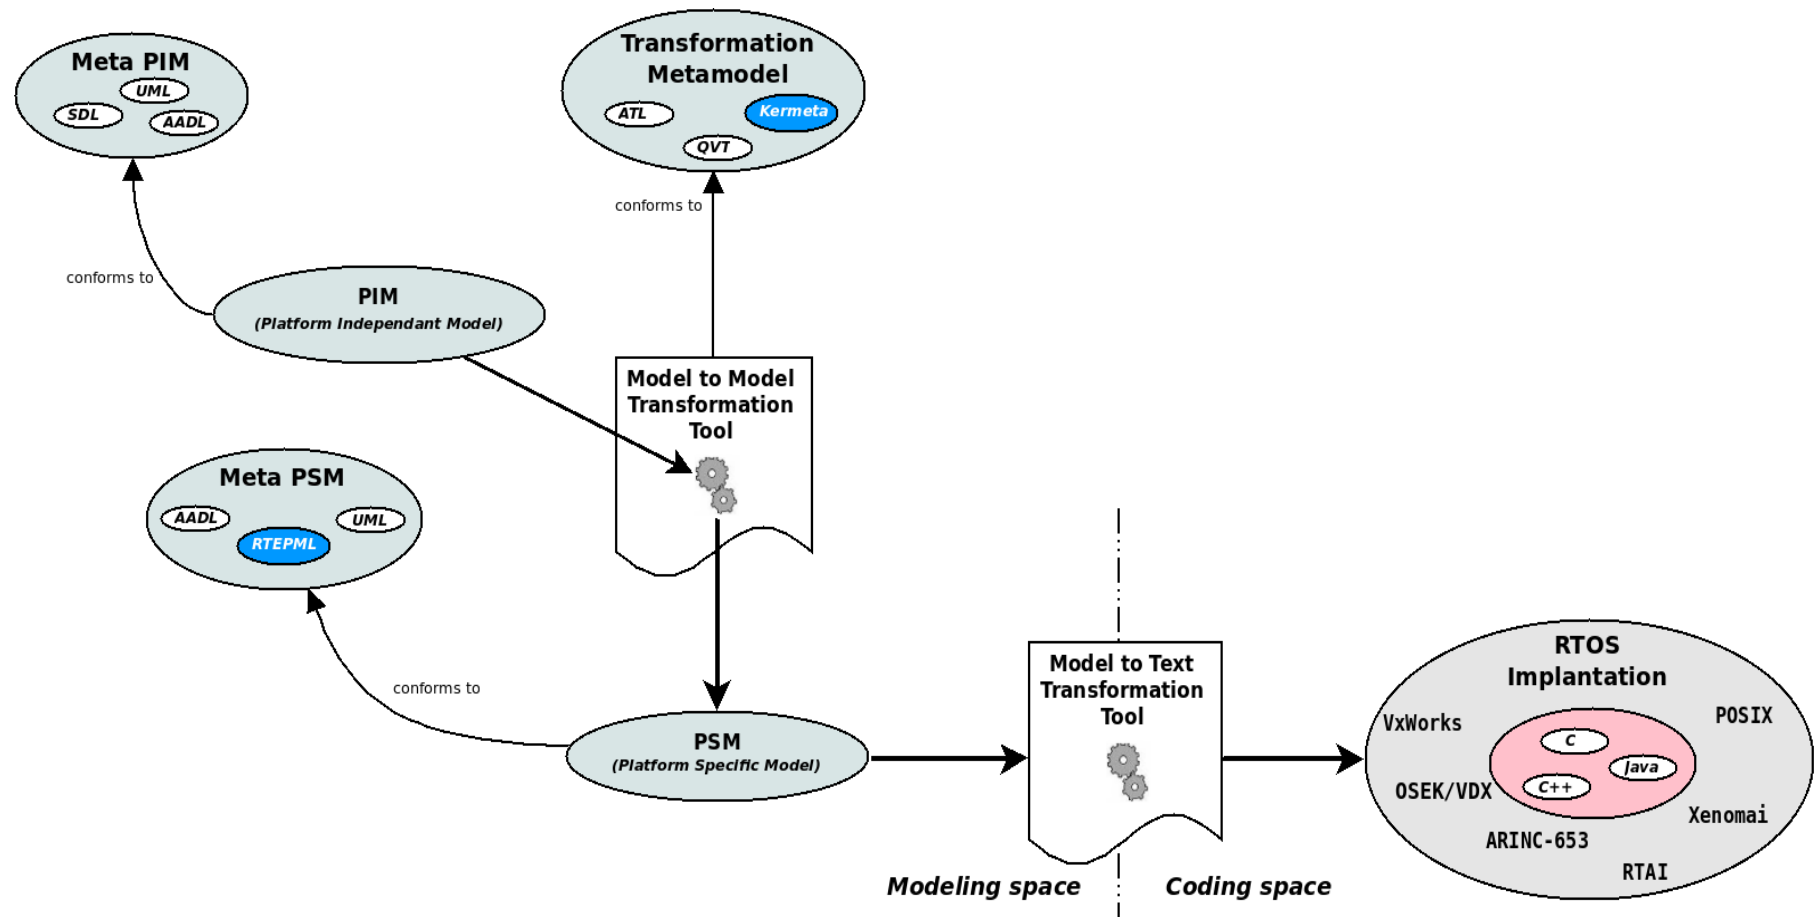 Meta PIM
UML
SDL
AADL
Transformation
Metamodel
ATL
Kermeta
QVT
conforms to
conforms to
PIM
(Platform Independant Model)
Model to Model
Transformation
Tool
Meta PSM
AADL
UML
RTEPML
conforms to
PSM
(Platform Specific Model)
Model to Text
Transformation
Tool
RTOS
Implantation
VxWorks
POSIX
C
Java
C++
OSEK/VDX
Xenomai
ARINC-653
RTAI
Modeling space
Coding space